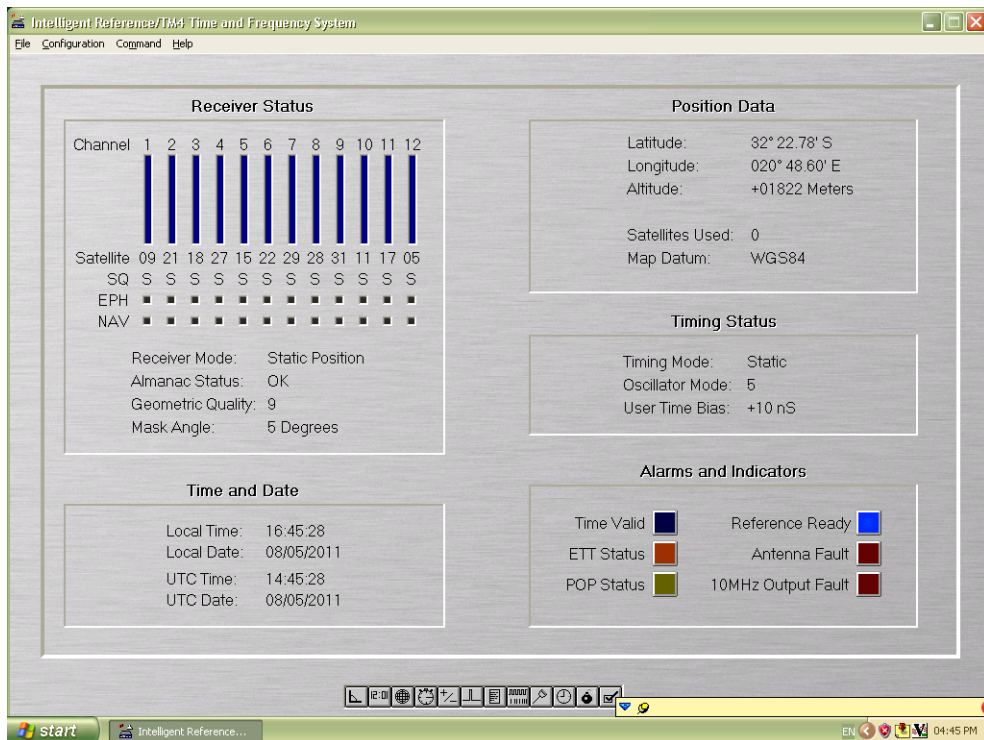 Intelligent Reference/TM4 Time and Frequency System
File Configuration Command Help
Receiver Status
Channel 1 2 3 4 5 6 7 8 9 10 11 12
Satellite 09 21 18 27 15 22 29 28 31 11 17 05
SQ S S S S S S S S S S S S
EPH
NAV
Receiver Mode: Static Position
Almanac Status: OK
Geometric Quality: 9
Mask Angle: 5 Degrees
Time and Date
Local Time: 16:45:28
Local Date: 08/05/2011
UTC Time: 14:45:28
UTC Date: 08/05/2011
Position Data
Latitude: 32° 22.78' S
Longitude: 020° 48.60' E
Altitude: +01822 Meters
Satellites Used: 0
Map Datum: WGS84
Timing Status
Timing Mode: Static
Oscillator Mode: 5
User Time Bias: +10 nS
Alarms and Indicators
Time Valid Reference Ready
ETT Status Antenna Fault
POP Status 10MHz Output Fault
start Intelligent Reference... EN 04:45 PM